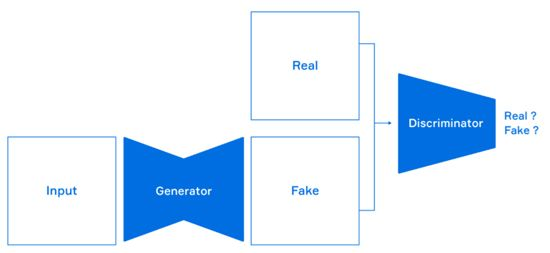 Real
Discriminator
Real ?
Fake ?
Input
Generator
Fake